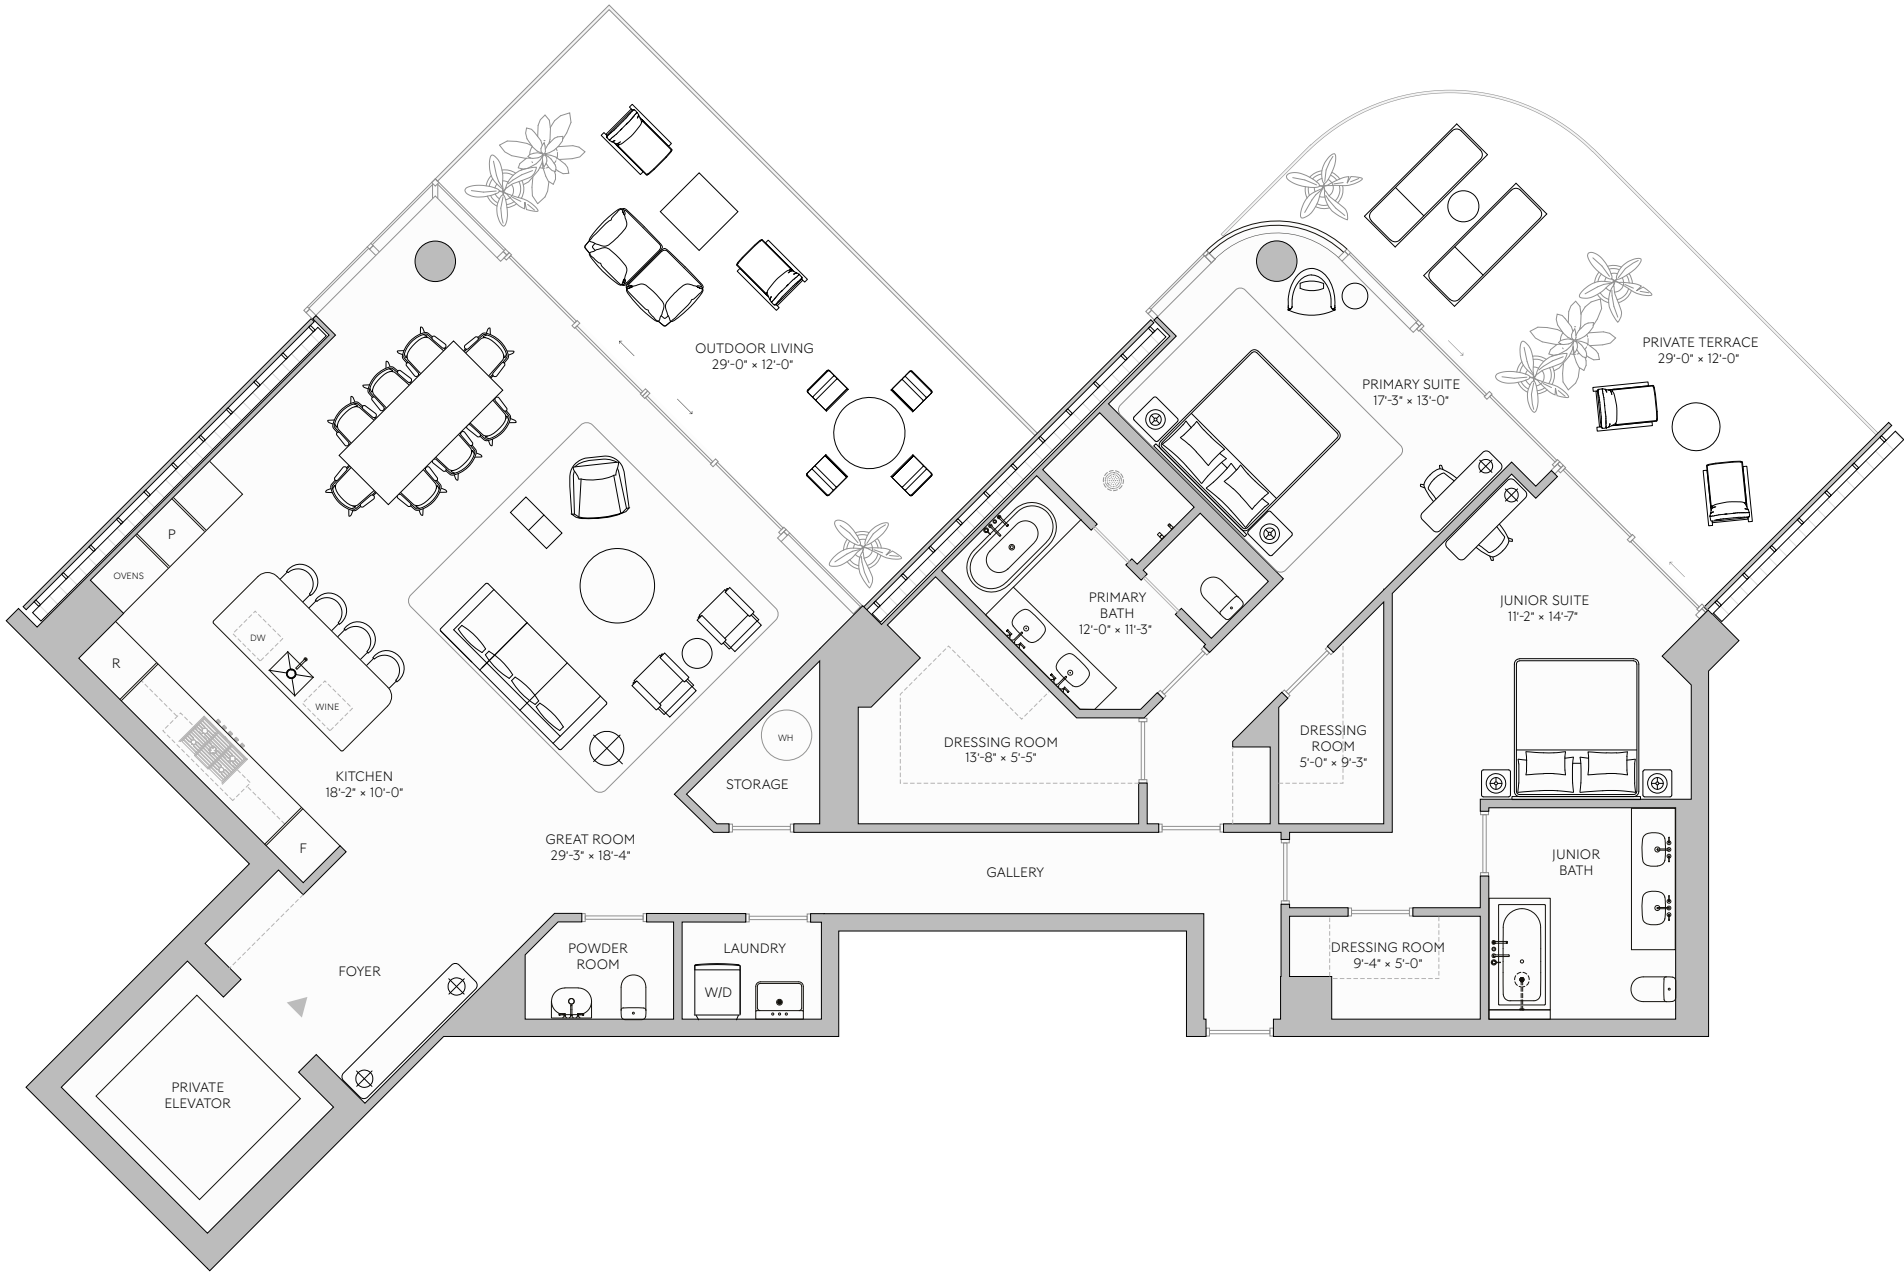 OUTDOOR LIVING
29'-0" × 12'-0"
PRIVATE TERRACE
29'-0" × 12'-0"
PRIMARY SUITE
17'-3" × 13'-0"
P
OVENS
PRIMARY
BATH
12'-0" × 11'-3"
JUNIOR SUITE
11'-2" × 14'-7"
DW
R
WINE
WH
DRESSING ROOM
13'-8" × 5'-5"
DRESSING
ROOM
5'-0" × 9'-3"
KITCHEN
18'-2" × 10'-0"
STORAGE
F
GREAT ROOM
29'-3" × 18'-4"
GALLERY
JUNIOR
BATH
POWDER
ROOM
LAUNDRY
W/D
DRESSING ROOM
9'-4" × 5'-0"
FOYER
PRIVATE
ELEVATOR